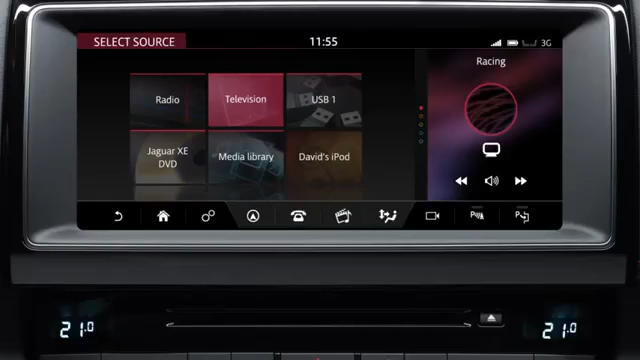 SELECT SOURCE
11:55
3G
Radio
Television
USB 1
Racing
Jaguar XE
DVD
Media library
David's iPod
21.0
21.0